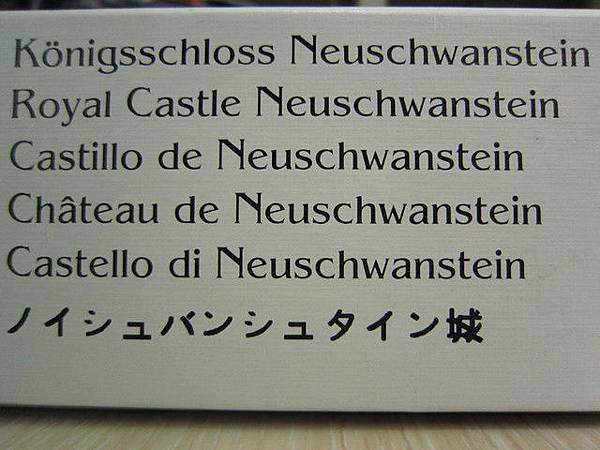 Königsschloss Neuschwanstein
Royal Castle Neuschwanstein
Castillo de Neuschwanstein
Château de Neuschwanstein
Castello di Neuschwanstein
ノイシュバンシュタイン城